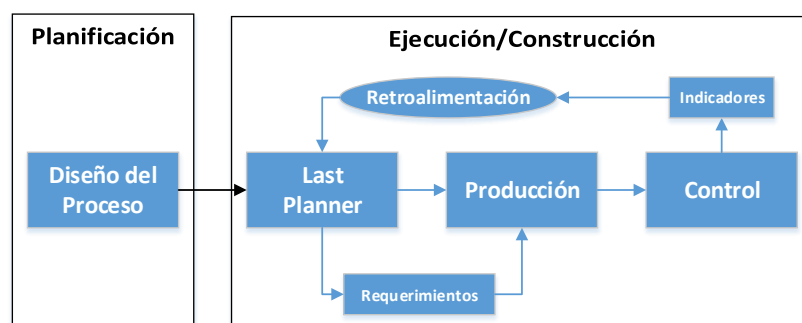 Planificación
Ejecución/Construcción
Retroalimentación
Indicadores
Diseño del
Proceso
Last
Planner
Producción
Control
Requerimientos